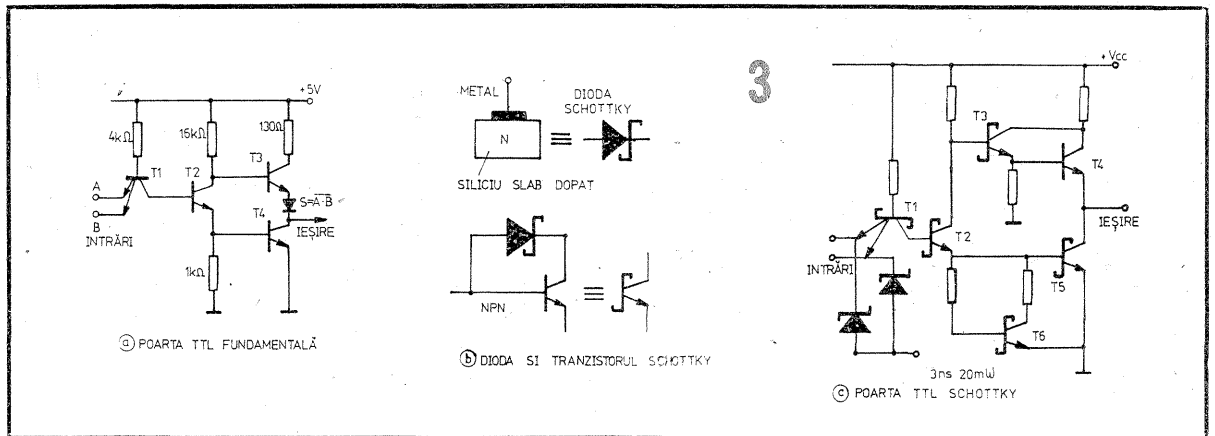 3
+5V
4kΩ
16kΩ
130Ω
T1
T2
T3
T4
A
B
INTRĂRI
S=A·B
IEȘIRE
1kΩ
ⓐ POARTA TTL FUNDAMENTALĂ
METAL
DIODA
SCHOTTKY
N
SILICIU SLAB DOPAT
NPN
ⓑ DIODA SI TRANZISTORUL SCHOTTKY
+Vcc
T3
T4
T1
T2
IEȘIRE
INTRĂRI
T5
T6
3ns 20mW
ⓒ POARTA TTL SCHOTTKY